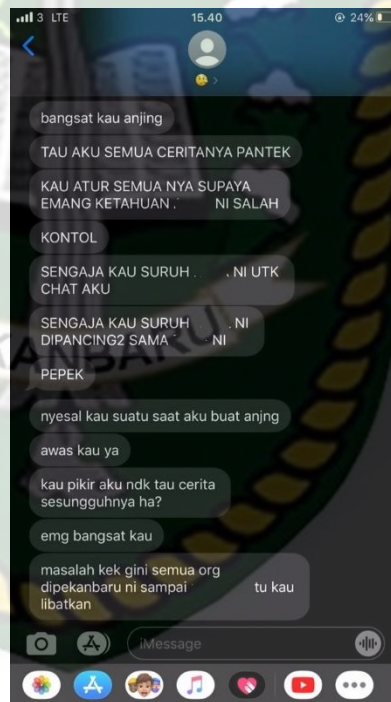 3 LTE 15.40 24%
bangsat kau anjing
TAU AKU SEMUA CERITANYA PANTEK
KAU ATUR SEMUA NYA SUPAYA
EMANG KETAHUAN . NI SALAH
KONTOL
SENGAJA KAU SURUH . . NI UTK
CHAT AKU
SENGAJA KAU SURUH . NI
DIPANCING2 SAMA NI
PEPEK
nyesal kau suatu saat aku buat anjng
awas kau ya
kau pikir aku ndk tau cerita
sesungguhnya ha?
emg bangsat kau
masalah kek gini semua org
dipekanbaru ni sampai tu kau
libatkan
iMessage